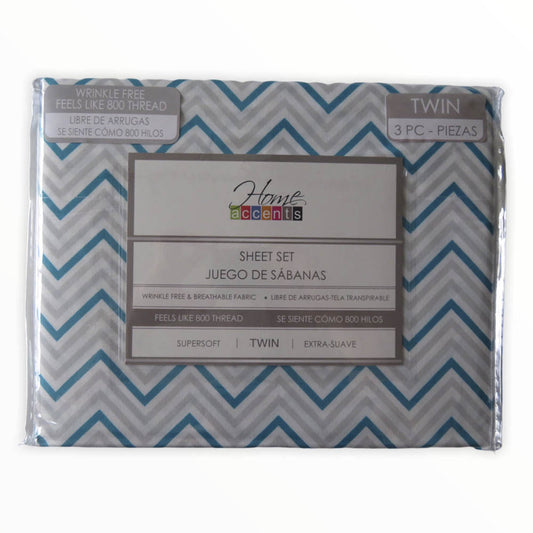 WRINKLE FREE
FEELS LIKE 800 THREAD
LIBRE DE ARRUGAS
SE SIENTE CÓMO 800 HILOS
TWIN
3 PC - PIEZAS
Home
accents
SHEET SET
JUEGO DE SÁBANAS
WRINKLE FREE & BREATHABLE FABRIC • LIBRE DE ARRUGAS-TELA TRANSPIRABLE
FEELS LIKE 800 THREAD SE SIENTE CÓMO 800 HILOS
SUPERSOFT | TWIN | EXTRA-SUAVE